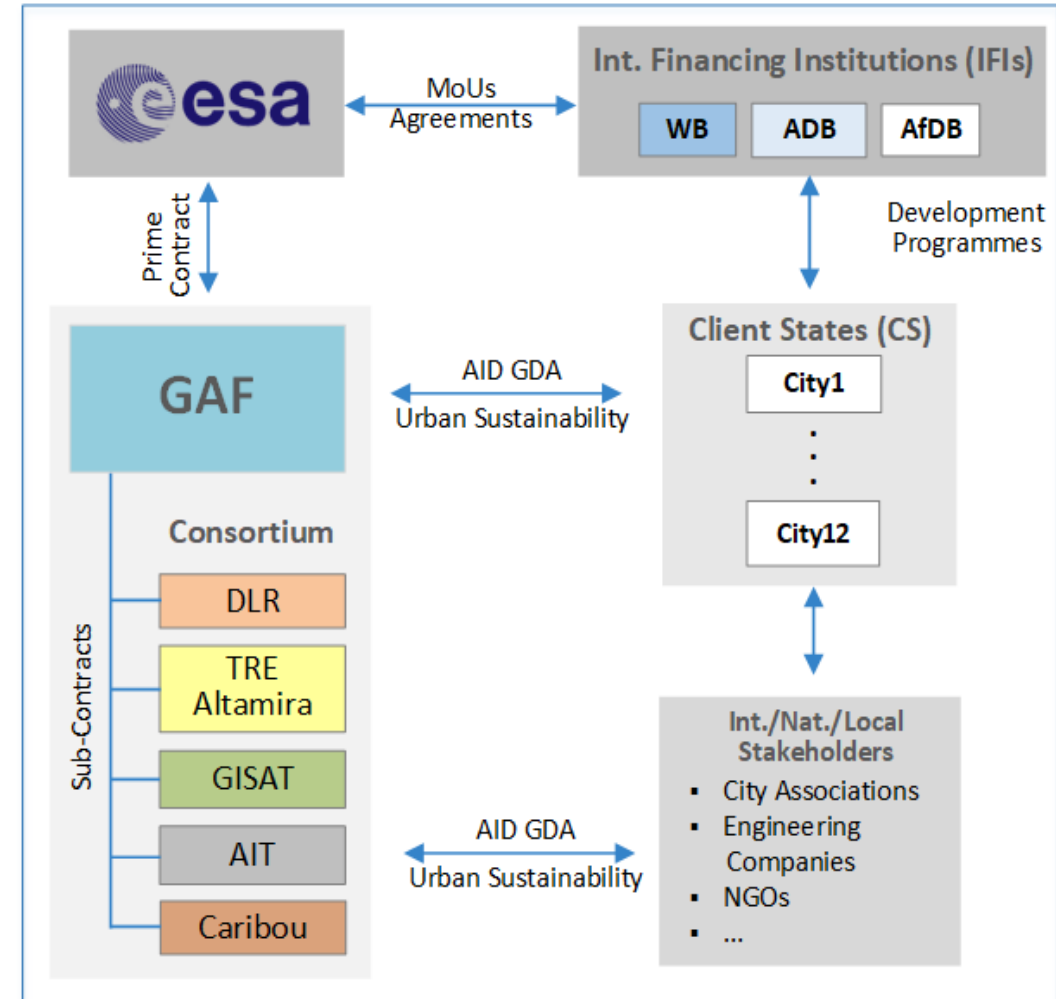 esa
MoUs
Agreements
Int. Financing Institutions (IFIs)
WB
ADB
AfDB
Prime
Contract
Development
Programmes
GAF
AID GDA
Urban Sustainability
Client States (CS)
City1
.
.
.
City12
Consortium
Sub-Contracts
DLR
TRE
Altamira
GISAT
AIT
Caribou
AID GDA
Urban Sustainability
Int./Nat./Local
Stakeholders
▪ City Associations
▪ Engineering
Companies
▪ NGOs
▪ ...